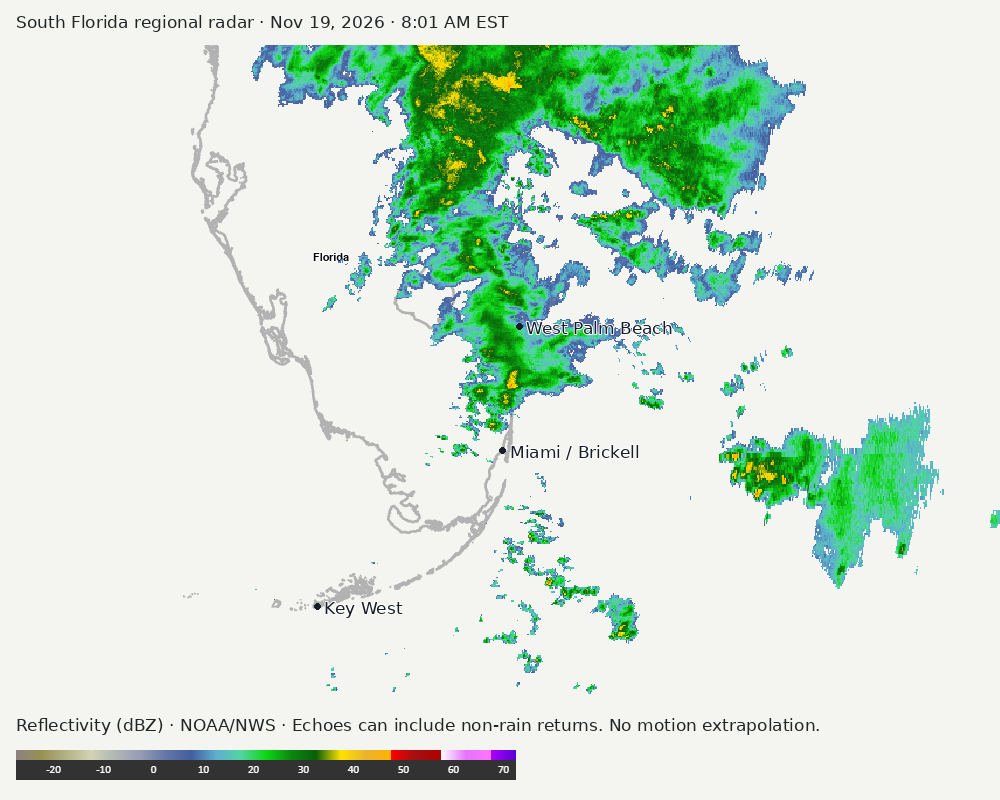 South Florida regional radar · Nov 19, 2026 · 8:01 AM EST
Florida
West Palm Beach
Miami / Brickell
Key West
Reflectivity (dBZ) · NOAA/NWS · Echoes can include non-rain returns. No motion extrapolation.
-20 -10 0 10 20 30 40 50 60 70